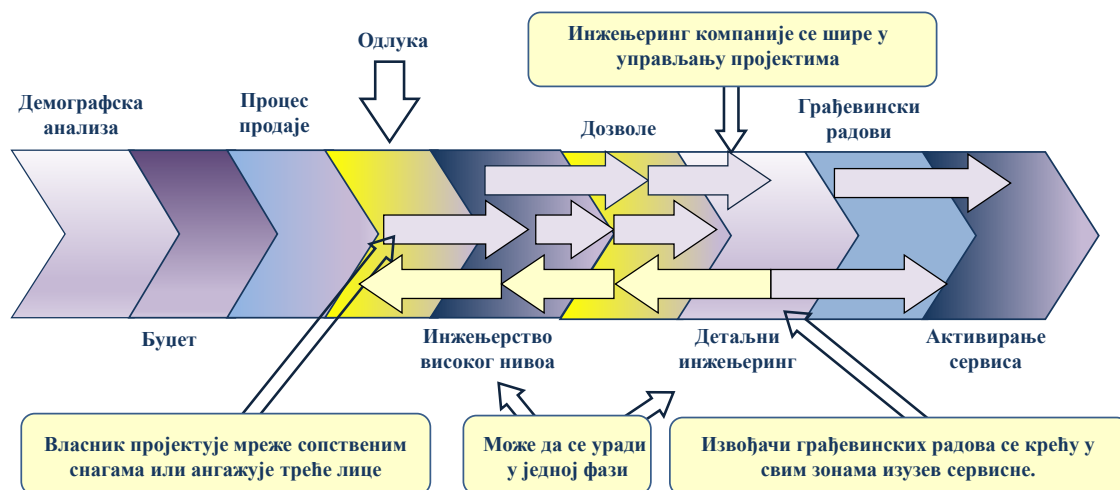 Инжењеринг компаније се шире у
управљању пројектима
Одлука
Демографска
анализа
Процес
продаје
Дозволе
Грађевински
радови
Буџет
Инжењерство
високог нивоа
Детаљни
инжењеринг
Активирање
сервиса
Власник пројектује мреже сопственим
снагама или ангажује треће лице
Може да се уради
у једној фази
Извођачи грађевинских радова се крећу у
свим зонама изузев сервисне.